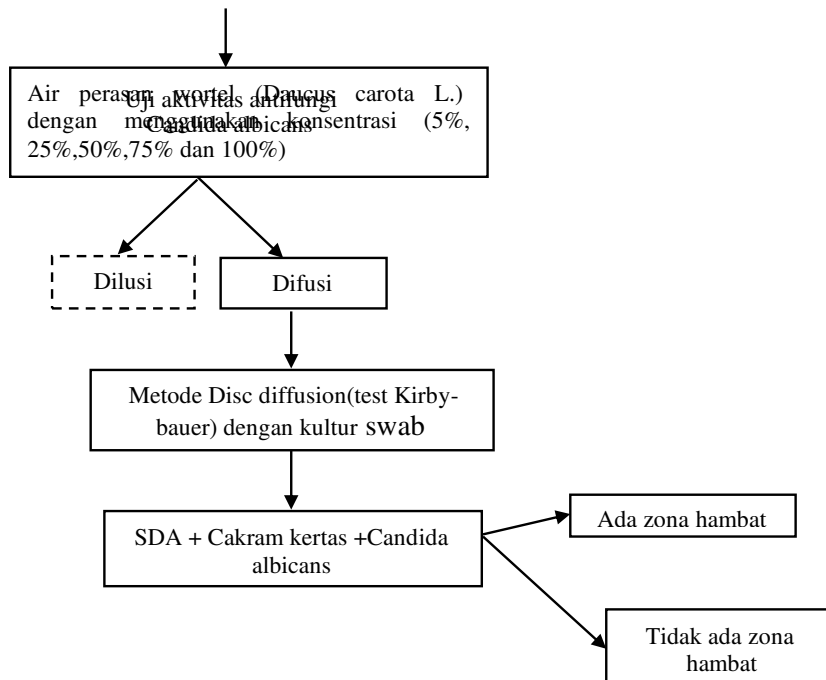 Air perasan wortel (Daucus carota L.)
Uji aktivitas antifungi
dengan menggunakan konsentrasi (5%,
Candida albicans
25%,50%,75% dan 100%)
Dilusi
Difusi
Metode Disc diffusion(test Kirby-
bauer) dengan kultur swab
SDA + Cakram kertas +Candida
albicans
Ada zona hambat
Tidak ada zona
hambat